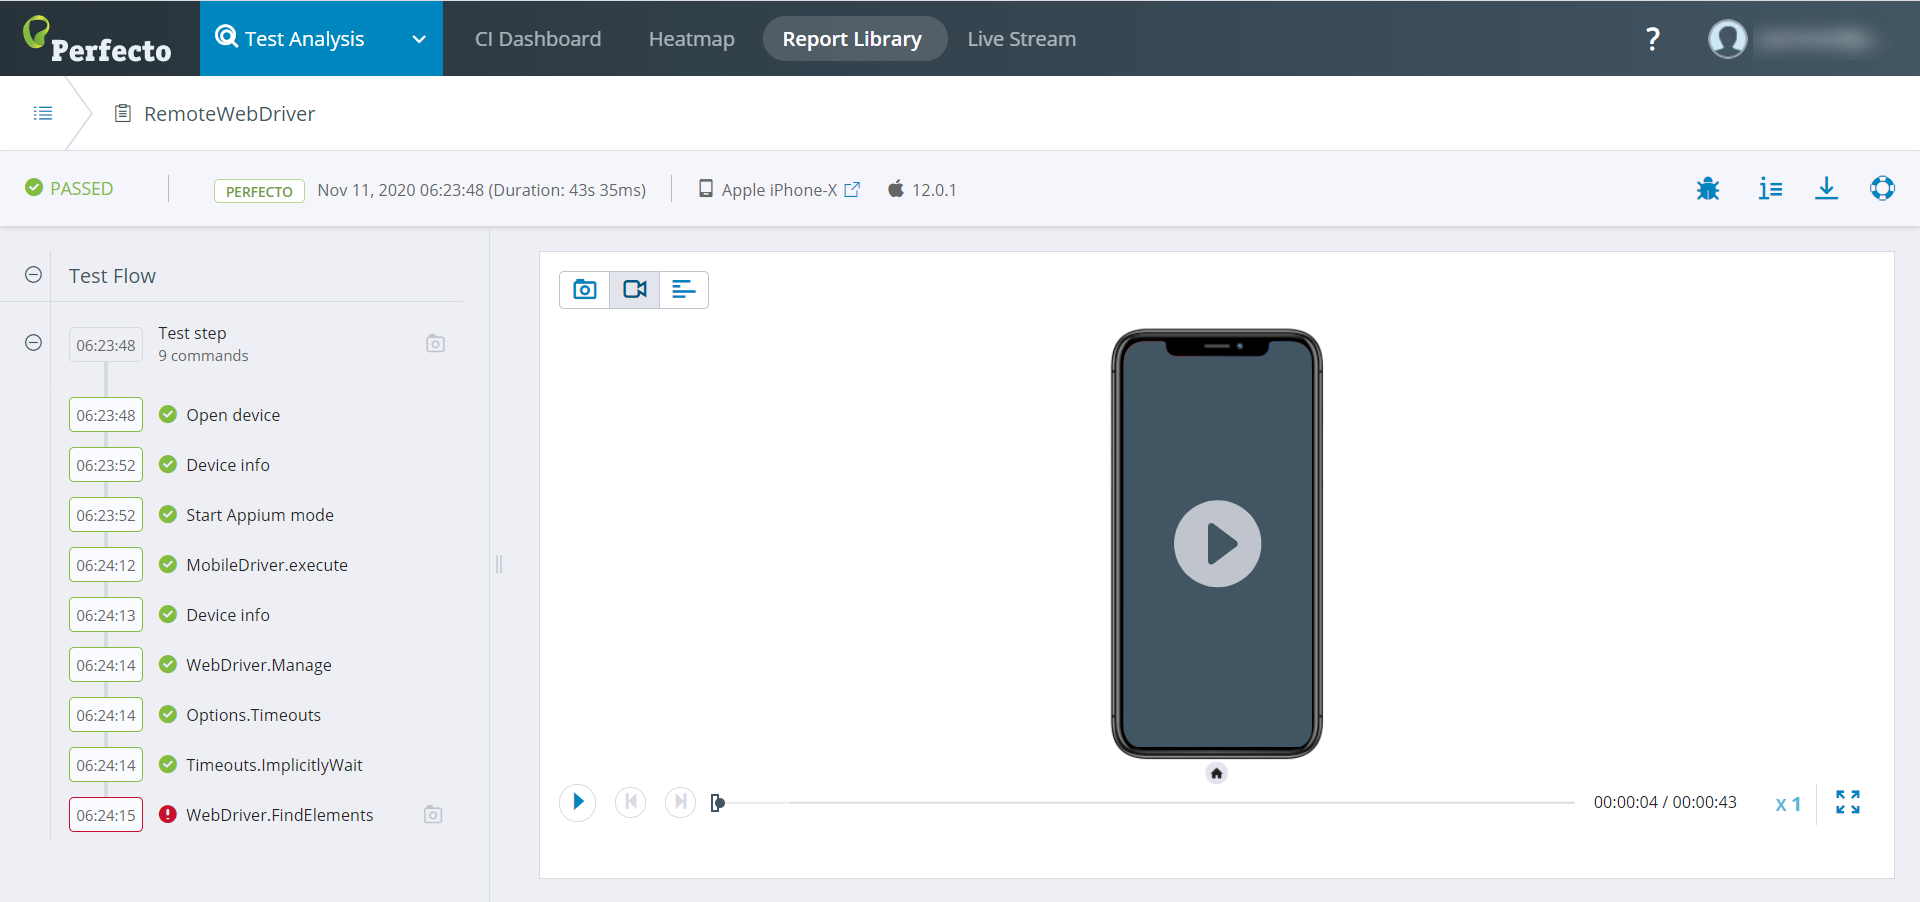 Perfecto
Test Analysis
CI Dashboard
Heatmap
Report Library
Live Stream
?
RemoteWebDriver
PASSED
PERFECTO
Nov 11, 2020 06:23:48 (Duration: 43s 35ms)
Apple iPhone-X
12.0.1
Test Flow
06:23:48
Test step
9 commands
06:23:48 Open device
06:23:52 Device info
06:23:52 Start Appium mode
06:24:12 MobileDriver.execute
06:24:13 Device info
06:24:14 WebDriver.Manage
06:24:14 Options.Timeouts
06:24:14 Timeouts.ImplicitlyWait
06:24:15 WebDriver.FindElements
00:00:04 / 00:00:43
x 1